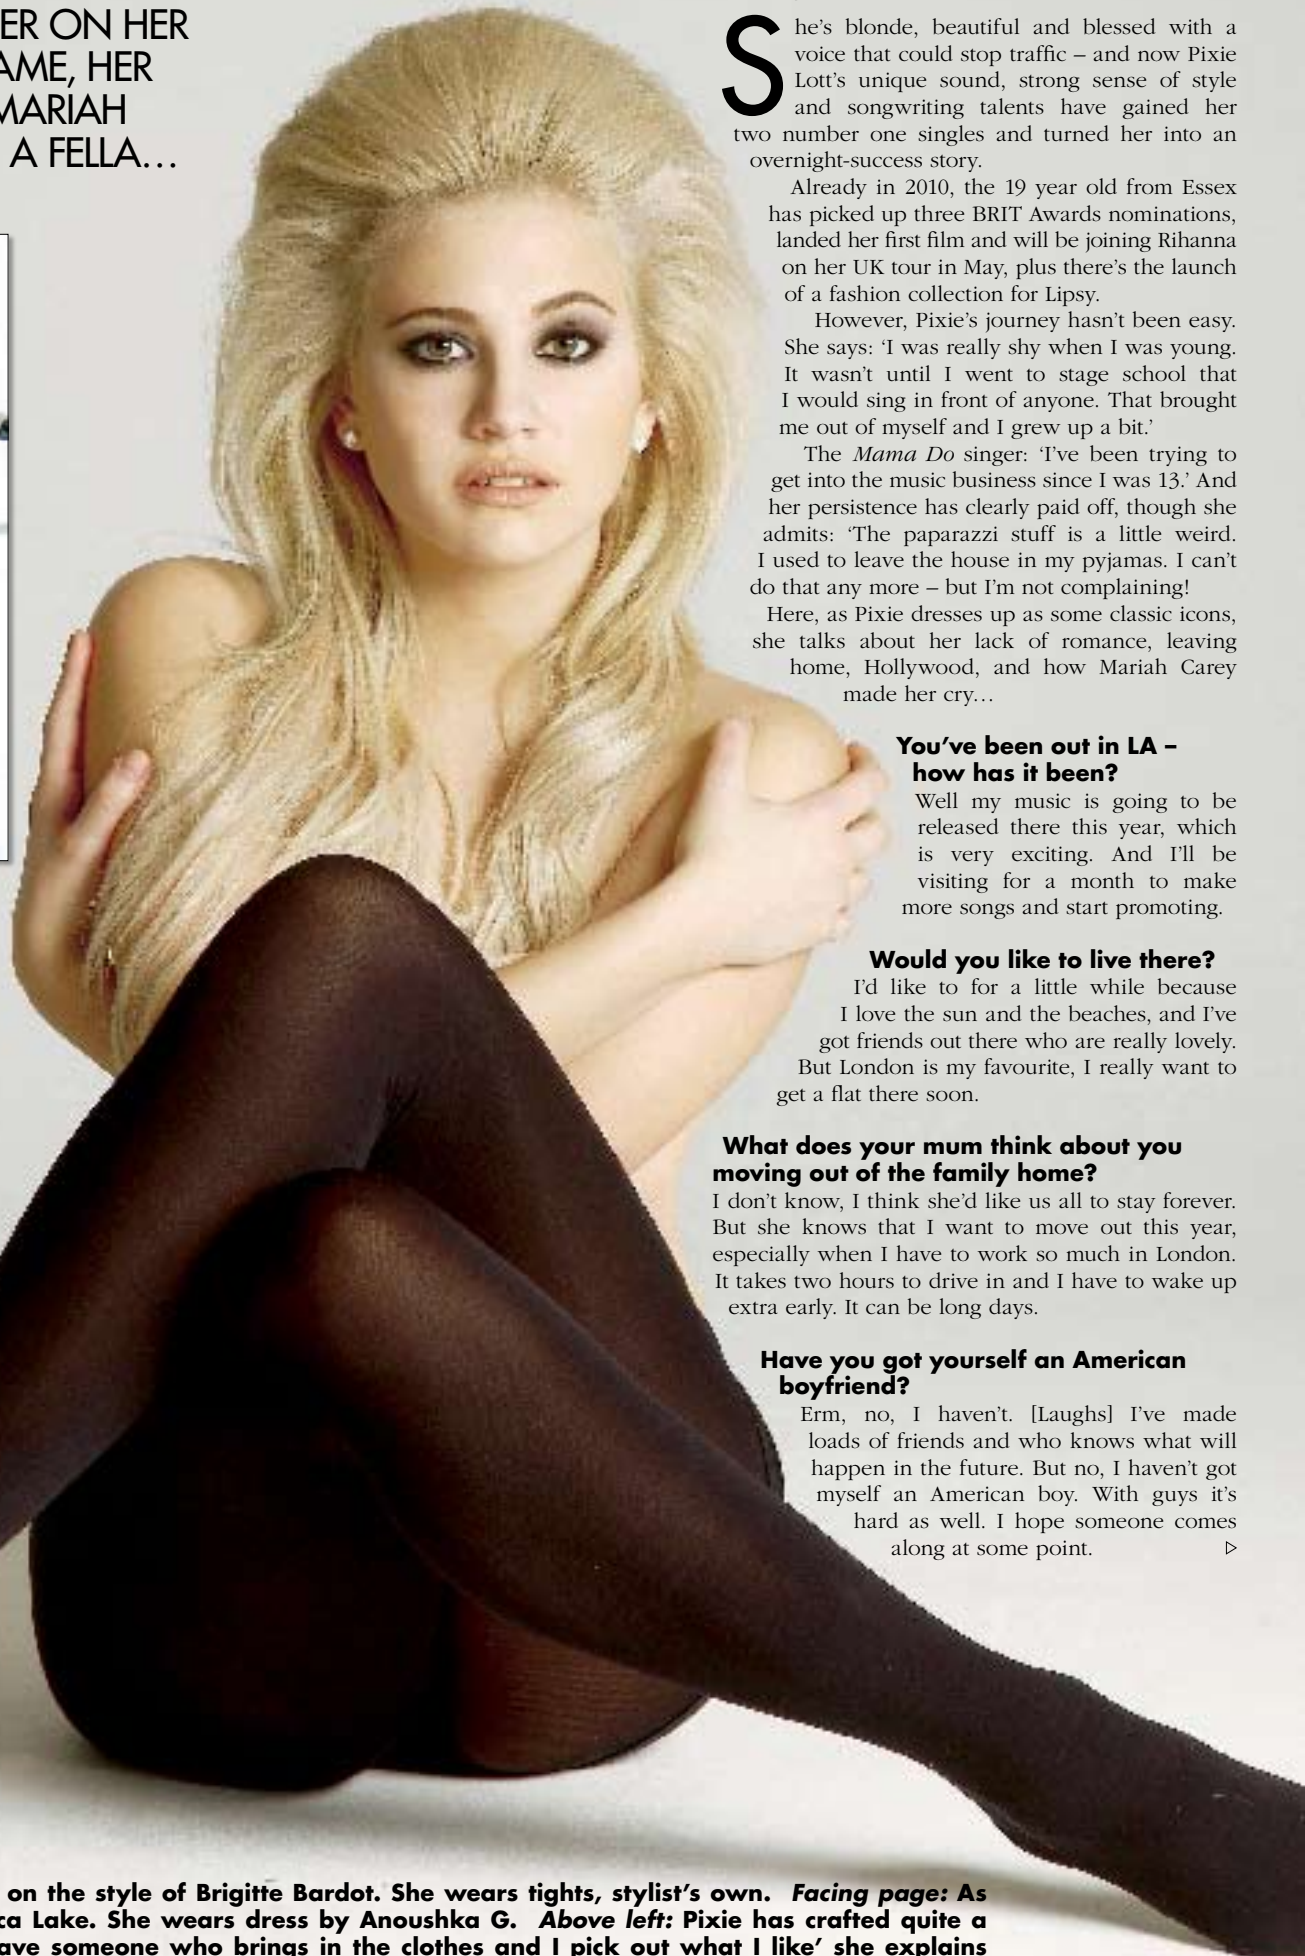 ER ON HER
AME, HER
MARIAH
A FELLA…
She's blonde, beautiful and blessed with a
voice that could stop traffic – and now Pixie
Lott's unique sound, strong sense of style
and songwriting talents have gained her
two number one singles and turned her into an
overnight-success story.
Already in 2010, the 19 year old from Essex
has picked up three BRIT Awards nominations,
landed her first film and will be joining Rihanna
on her UK tour in May, plus there's the launch
of a fashion collection for Lipsy.
However, Pixie's journey hasn't been easy.
She says: ‘I was really shy when I was young.
It wasn't until I went to stage school that
I would sing in front of anyone. That brought
me out of myself and I grew up a bit.’
The Mama Do singer: ‘I've been trying to
get into the music business since I was 13.’ And
her persistence has clearly paid off, though she
admits: ‘The paparazzi stuff is a little weird.
I used to leave the house in my pyjamas. I can't
do that any more – but I'm not complaining!
Here, as Pixie dresses up as some classic icons,
she talks about her lack of romance, leaving
home, Hollywood, and how Mariah Carey
made her cry…
You've been out in LA –
how has it been?
Well my music is going to be
released there this year, which
is very exciting. And I'll be
visiting for a month to make
more songs and start promoting.
Would you like to live there?
I'd like to for a little while because
I love the sun and the beaches, and I've
got friends out there who are really lovely.
But London is my favourite, I really want to
get a flat there soon.
What does your mum think about you
moving out of the family home?
I don't know, I think she'd like us all to stay forever.
But she knows that I want to move out this year,
especially when I have to work so much in London.
It takes two hours to drive in and I have to wake up
extra early. It can be long days.
Have you got yourself an American
boyfriend?
Erm, no, I haven't. [Laughs] I've made
loads of friends and who knows what will
happen in the future. But no, I haven't got
myself an American boy. With guys it's
hard as well. I hope someone comes
along at some point.
on the style of Brigitte Bardot. She wears tights, stylist's own. Facing page: As
ca Lake. She wears dress by Anoushka G. Above left: Pixie has crafted quite a
ave someone who brings in the clothes and I pick out what I like’ she explains